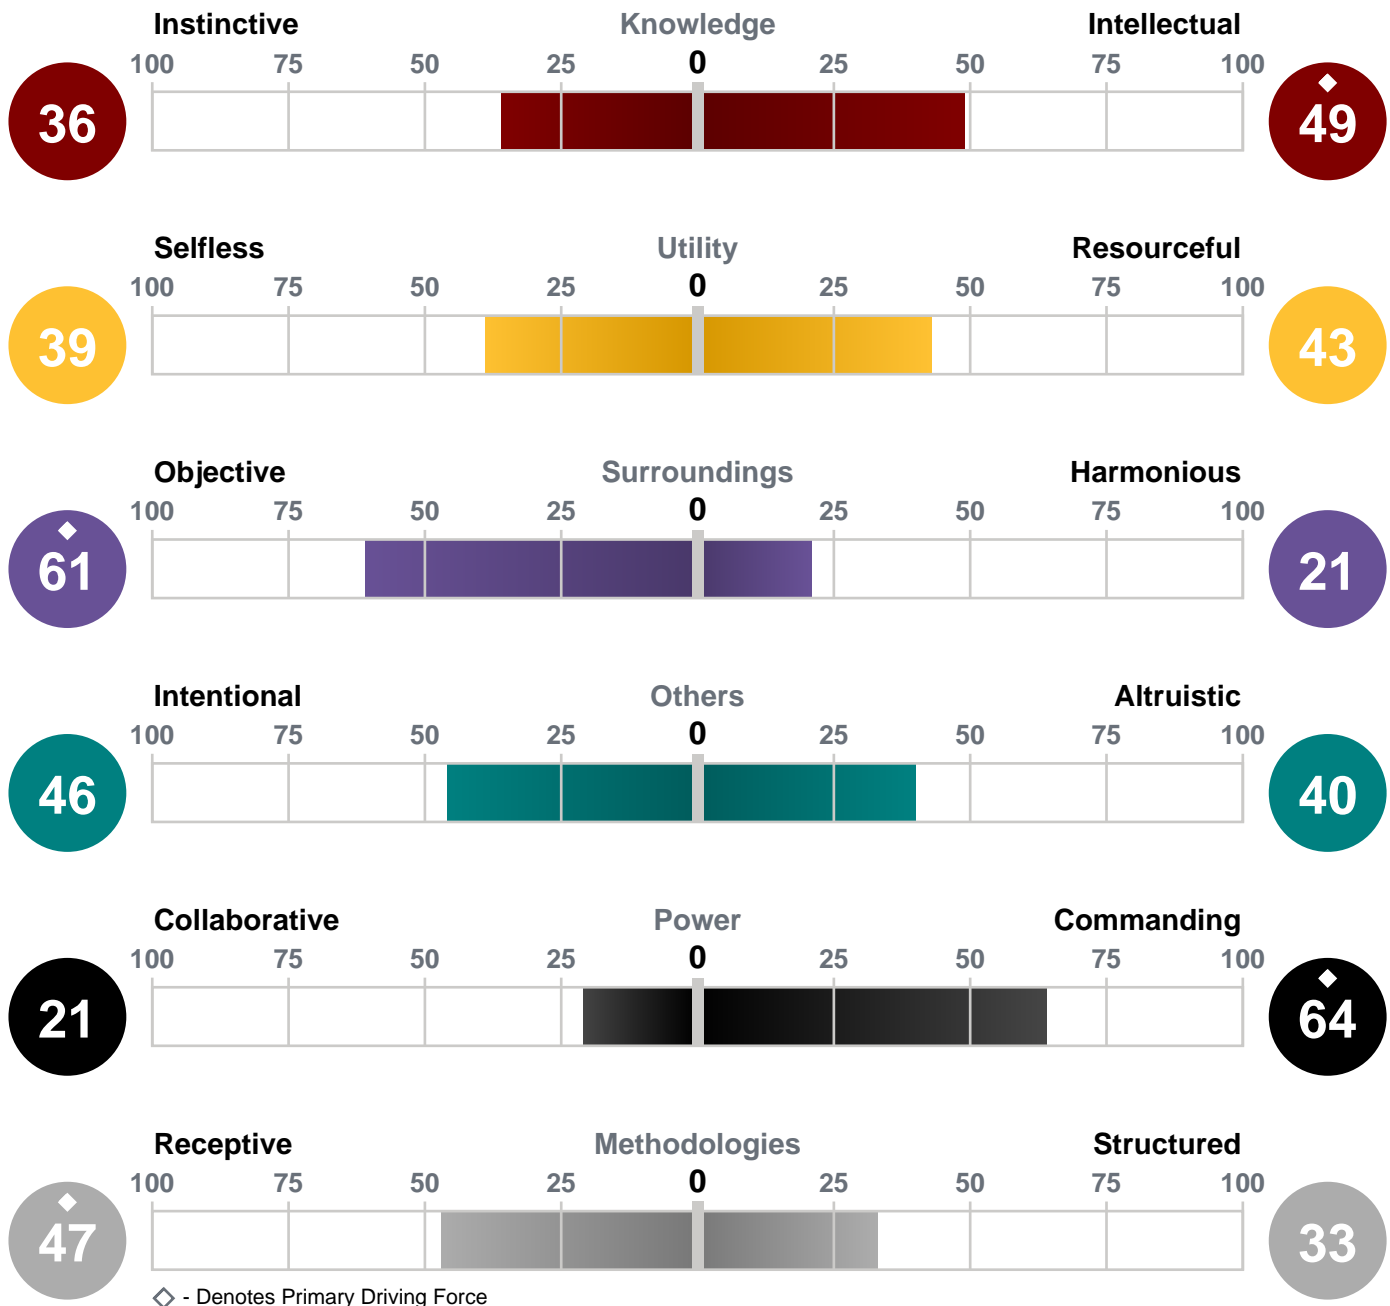 Instinctive Knowledge Intellectual
100 75 50 25 0 25 50 75 100
36 49
Selfless Utility Resourceful
100 75 50 25 0 25 50 75 100
39 43
Objective Surroundings Harmonious
100 75 50 25 0 25 50 75 100
61 21
Intentional Others Altruistic
100 75 50 25 0 25 50 75 100
46 40
Collaborative Power Commanding
100 75 50 25 0 25 50 75 100
21 64
Receptive Methodologies Structured
100 75 50 25 0 25 50 75 100
47 33
- Denotes Primary Driving Force